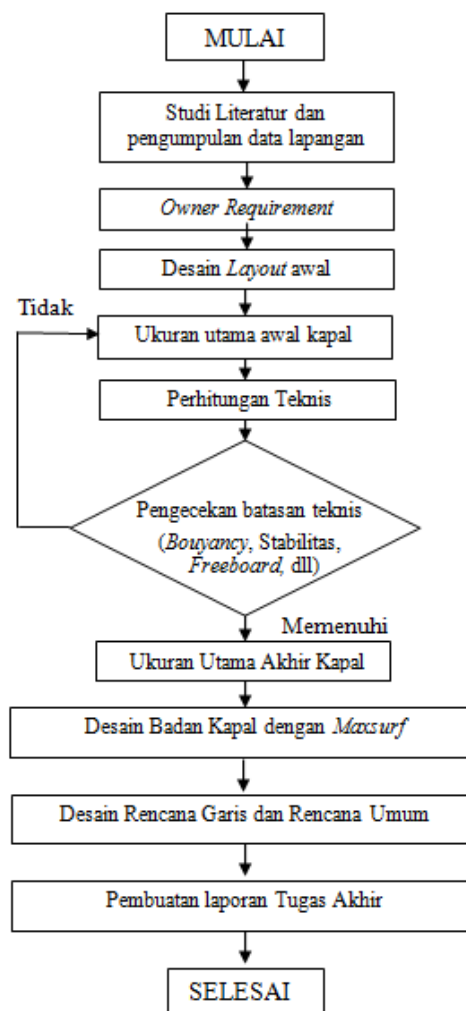 MULAI
Studi Literatur dan
pengumpulan data lapangan
Owner Requirement
Desain Layout awal
Tidak
Ukuran utama awal kapal
Perhitungan Teknis
Pengecekan batasan teknis
(Bouyancy, Stabilitas,
Freeboard, dll)
Memenuhi
Ukuran Utama Akhir Kapal
Desain Badan Kapal dengan Maxsurf
Desain Rencana Garis dan Rencana Umum
Pembuatan laporan Tugas Akhir
SELESAI